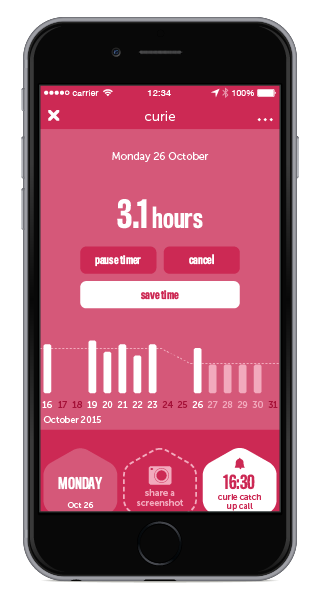 carrier 12:34 100%
curie
Monday 26 October
3.1 hours
pause timer cancel
save time
16 17 18 19 20 21 22 23 24 25 26 27 28 29 30 31
October 2015
MONDAY
Oct 26
share a
screenshot
16:30
curie catch
up call